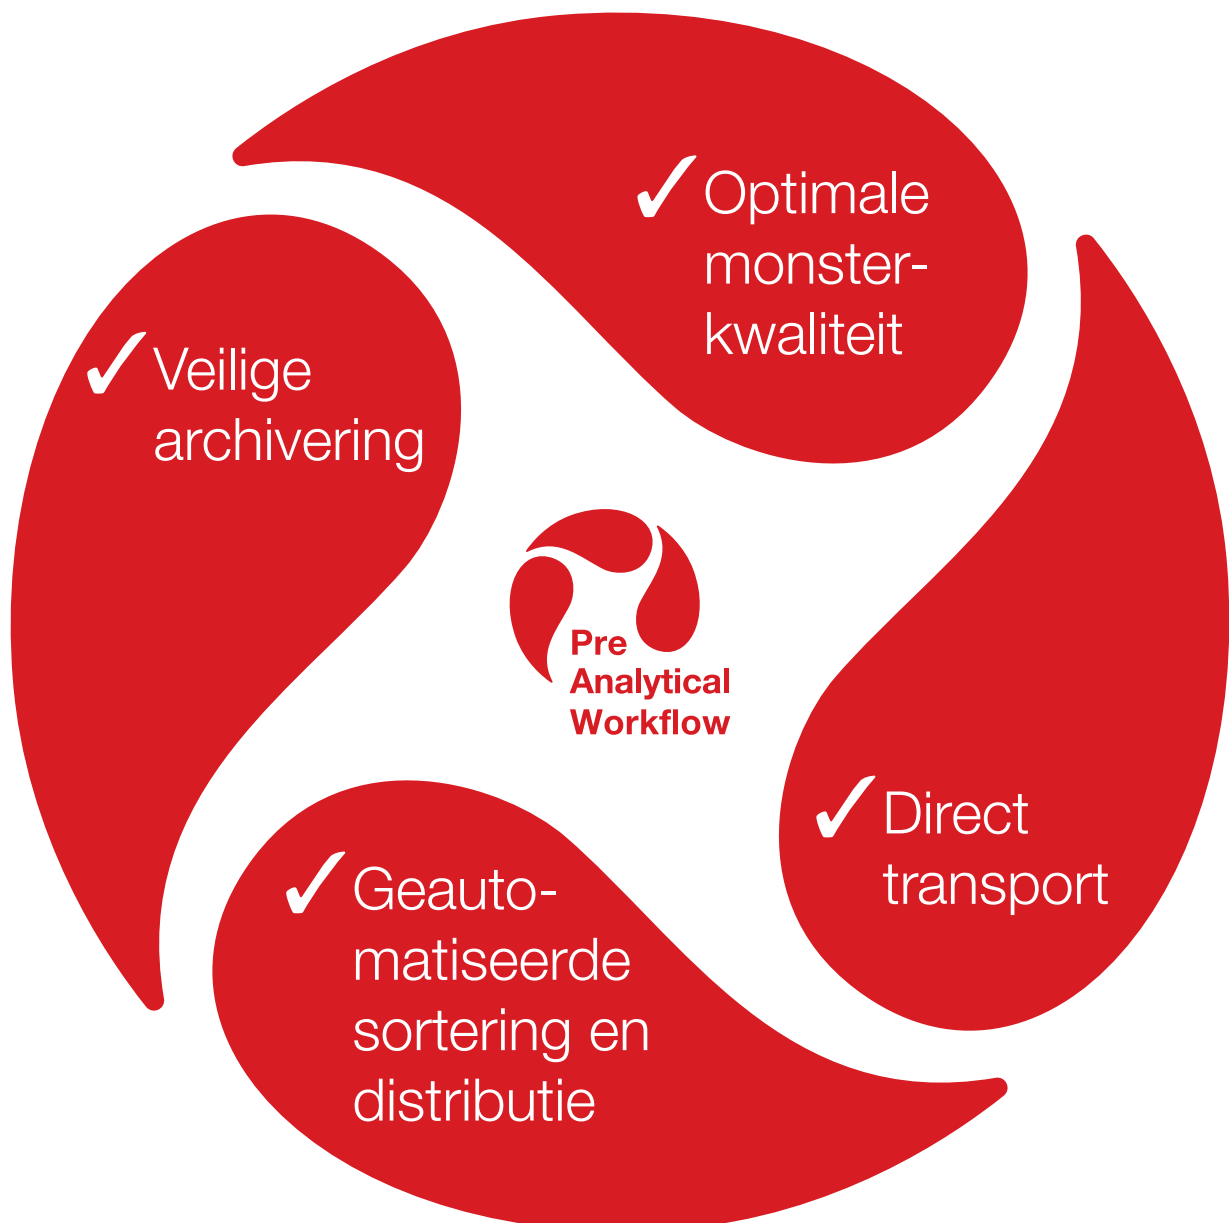 ✓ Optimale
monster-
kwaliteit
✓ Veilige
archivering
Pre
Analytical
Workflow
✓ Direct
transport
✓ Geauto-
matiseerde
sortering en
distributie